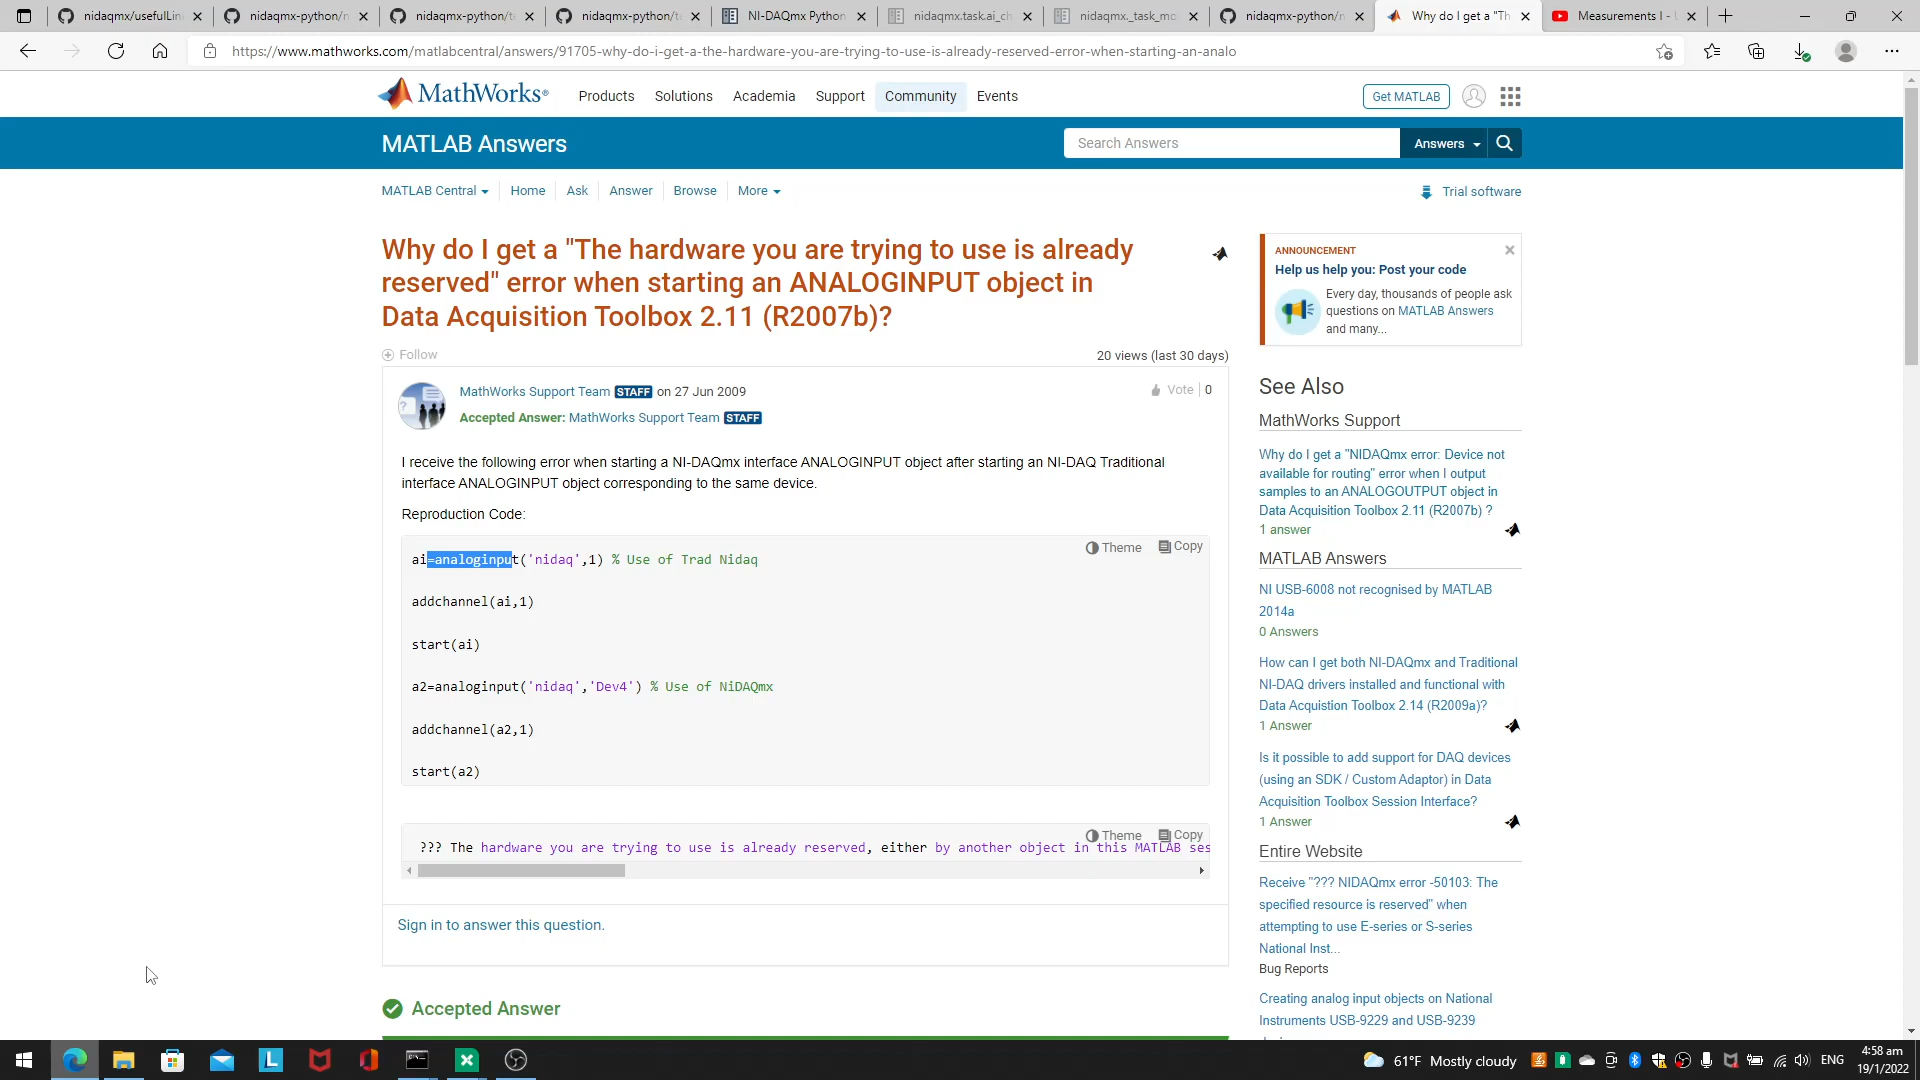 nidaqmx/usefulLin
nidaqmx-python/n
nidaqmx-python/te
nidaqmx-python/te
NI-DAQmx Python
nidaqmx.task.ai_ch
nidaqmx._task_mo
nidaqmx-python/n
Why do I get a "Th
Measurements I - U
https://www.mathworks.com/matlabcentral/answers/91705-why-do-i-get-a-the-hardware-you-are-trying-to-use-is-already-reserved-error-when-starting-an-analo
MathWorks®
Products
Solutions
Academia
Support
Community
Events
Get MATLAB
MATLAB Answers
Search Answers
Answers
MATLAB Central
Home
Ask
Answer
Browse
More
Trial software
Why do I get a "The hardware you are trying to use is already
reserved" error when starting an ANALOGINPUT object in
Data Acquisition Toolbox 2.11 (R2007b)?
Follow
20 views (last 30 days)
MathWorks Support Team STAFF on 27 Jun 2009
Vote 0
Accepted Answer: MathWorks Support Team STAFF
I receive the following error when starting a NI-DAQmx interface ANALOGINPUT object after starting an NI-DAQ Traditional
interface ANALOGINPUT object corresponding to the same device.
Reproduction Code:
Theme
Copy
ai=analoginput('nidaq',1) % Use of Trad Nidaq
addchannel(ai,1)
start(ai)
a2=analoginput('nidaq','Dev4') % Use of NiDAQmx
addchannel(a2,1)
start(a2)
Theme
Copy
??? The hardware you are trying to use is already reserved, either by another object in this MATLAB ses
Sign in to answer this question.
Accepted Answer
ANNOUNCEMENT
Help us help you: Post your code
Every day, thousands of people ask
questions on MATLAB Answers
and many...
See Also
MathWorks Support
Why do I get a "NIDAQmx error: Device not
available for routing" error when I output
samples to an ANALOGOUTPUT object in
Data Acquisition Toolbox 2.11 (R2007b) ?
1 answer
MATLAB Answers
NI USB-6008 not recognised by MATLAB
2014a
0 Answers
How can I get both NI-DAQmx and Traditional
NI-DAQ drivers installed and functional with
Data Acquistion Toolbox 2.14 (R2009a)?
1 Answer
Is it possible to add support for DAQ devices
(using an SDK / Custom Adaptor) in Data
Acquisition Toolbox Session Interface?
1 Answer
Entire Website
Receive "??? NIDAQmx error -50103: The
specified resource is reserved" when
attempting to use E-series or S-series
National Inst...
Bug Reports
Creating analog input objects on National
Instruments USB-9229 and USB-9239
61°F Mostly cloudy
ENG
4:58 am
19/1/2022